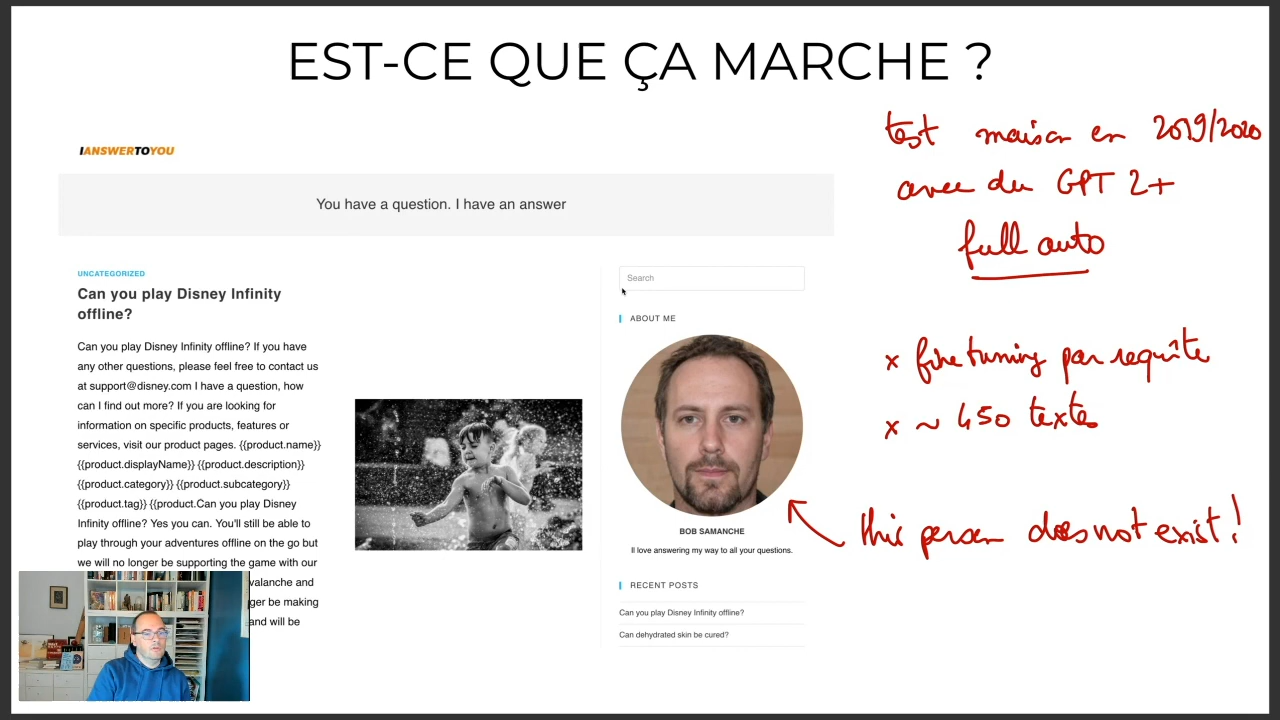 EST-CE QUE ÇA MARCHE ?
IANSWERTOYOU
You have a question. I have an answer
UNCATEGORIZED
Can you play Disney Infinity
offline?
Can you play Disney Infinity offline? If you have
any other questions, please feel free to contact us
at support@disney.com I have a question, how
can I find out more? If you are looking for
information on specific products, features or
services, visit our product pages. {{product.name}}
{{product.displayName}} {{product.description}}
{{product.category}} {{product.subcategory}}
{{product.tag}} {{product.Can you play Disney
Infinity offline? Yes you can. You'll still be able to
play through your adventures offline on the go but
we will no longer be supporting the game with our
valanche and
ger be making
and will be
Search
ABOUT ME
BOB SAMANCHE
II love answering my way to all your questions.
RECENT POSTS
Can you play Disney Infinity offline?
Can dehydrated skin be cured?
test maison en 2019/2020
avec du GPT 2+
full auto
x fine tuning par requête
x ~ 450 textes
this person does not exist!